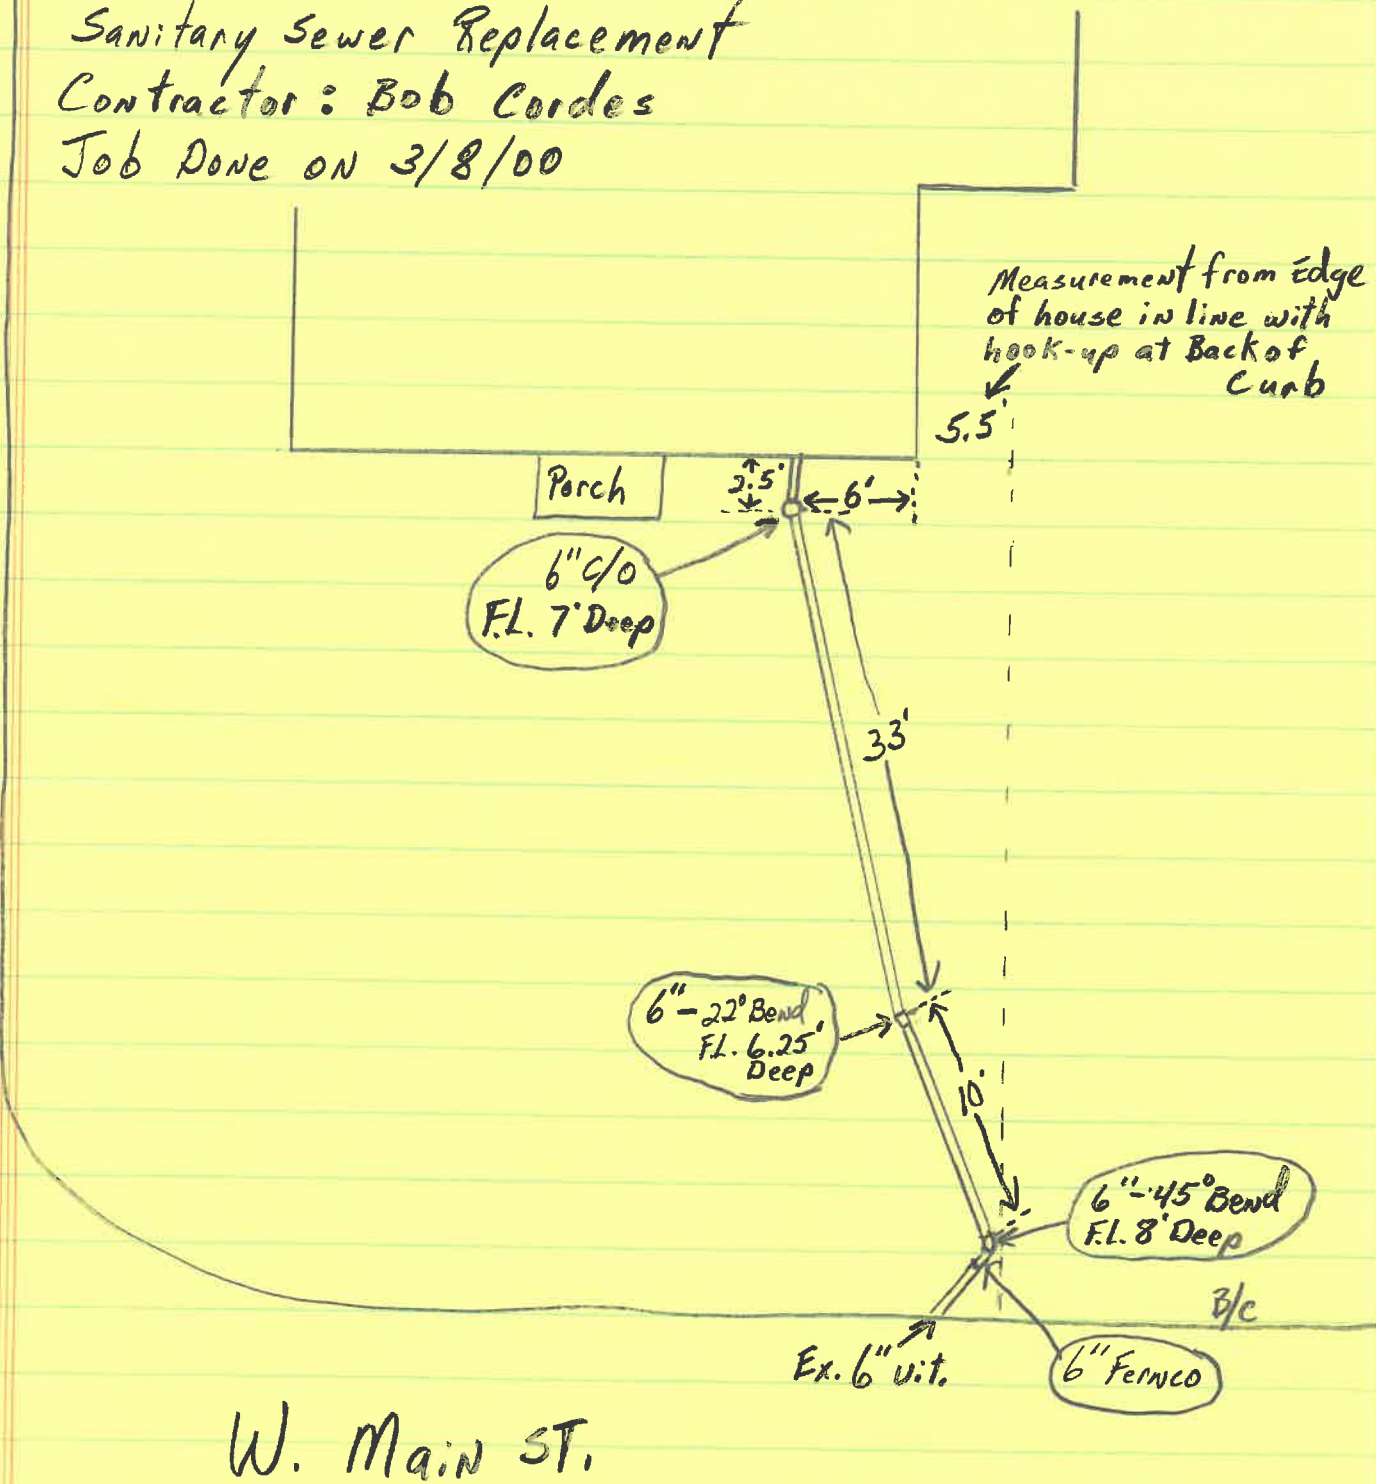 Sanitary Sewer Replacement
Contractor: Bob Cordes
Job Done on 3/8/00
Measurement from Edge
of house in line with
hook-up at Back of
Curb
5.5'
Porch
2.5'
6'
6" C/O
F.L. 7' Deep
33'
6"-22° Bend
F.L. 6.25'
Deep
10'
6"-45° Bend
F.L. 8' Deep
B/C
Ex. 6" vit.
6" Fernco
W. Main ST.